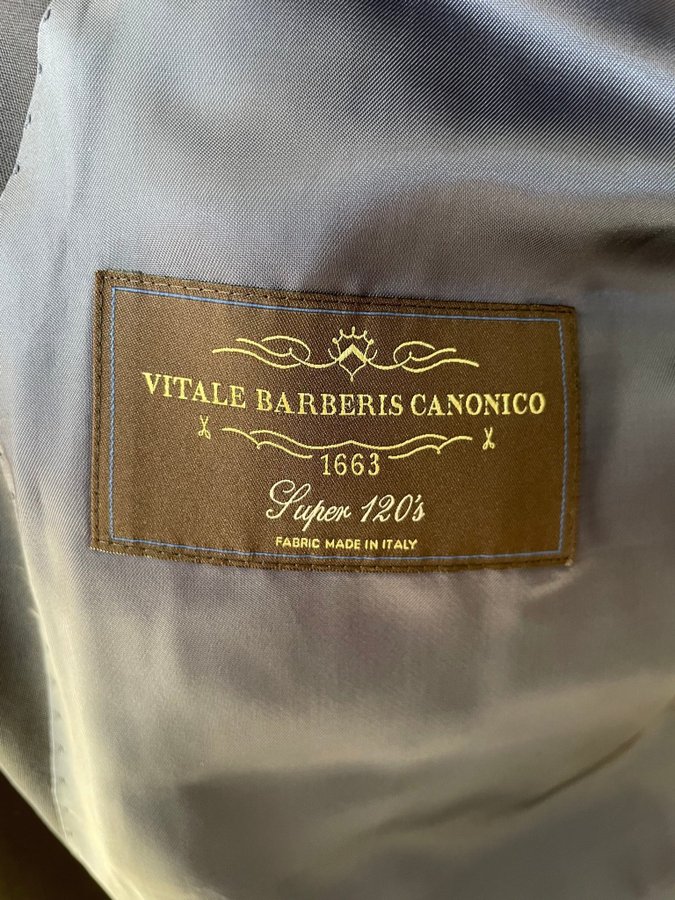 VITALE BARBERIS CANONICO
1663
Super 120's
FABRIC MADE IN ITALY